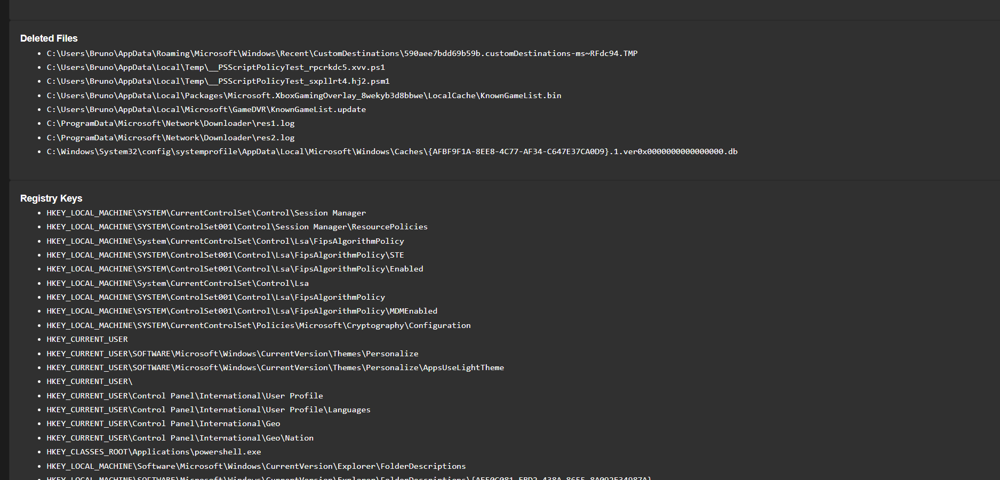 Deleted Files
C:\Users\Bruno\AppData\Roaming\Microsoft\Windows\Recent\CustomDestinations\590aee7bdd69b59b.customDestinations-ms~RFdc94.TMP
C:\Users\Bruno\AppData\Local\Temp\__PSScriptPolicyTest_rpcrkdc5.xvv.ps1
C:\Users\Bruno\AppData\Local\Temp\__PSScriptPolicyTest_sxpllrt4.hj2.psm1
C:\Users\Bruno\AppData\Local\Packages\Microsoft.XboxGamingOverlay_8wekyb3d8bbwe\LocalCache\KnownGameList.bin
C:\Users\Bruno\AppData\Local\Microsoft\GameDVR\KnownGameList.update
C:\ProgramData\Microsoft\Network\Downloader\res1.log
C:\ProgramData\Microsoft\Network\Downloader\res2.log
C:\Windows\System32\config\systemprofile\AppData\Local\Microsoft\Windows\Caches\{AFBF9F1A-8EE8-4C77-AF34-C647E37CA0D9}.1.ver0x0000000000000000.db
Registry Keys
HKEY_LOCAL_MACHINE\SYSTEM\CurrentControlSet\Control\Session Manager
HKEY_LOCAL_MACHINE\SYSTEM\ControlSet001\Control\Session Manager\ResourcePolicies
HKEY_LOCAL_MACHINE\System\CurrentControlSet\Control\Lsa\FipsAlgorithmPolicy
HKEY_LOCAL_MACHINE\SYSTEM\ControlSet001\Control\Lsa\FipsAlgorithmPolicy\STE
HKEY_LOCAL_MACHINE\SYSTEM\ControlSet001\Control\Lsa\FipsAlgorithmPolicy\Enabled
HKEY_LOCAL_MACHINE\System\CurrentControlSet\Control\Lsa
HKEY_LOCAL_MACHINE\SYSTEM\ControlSet001\Control\Lsa\FipsAlgorithmPolicy
HKEY_LOCAL_MACHINE\SYSTEM\ControlSet001\Control\Lsa\FipsAlgorithmPolicy\MDMEnabled
HKEY_LOCAL_MACHINE\SYSTEM\CurrentControlSet\Policies\Microsoft\Cryptography\Configuration
HKEY_CURRENT_USER
HKEY_CURRENT_USER\SOFTWARE\Microsoft\Windows\CurrentVersion\Themes\Personalize
HKEY_CURRENT_USER\SOFTWARE\Microsoft\Windows\CurrentVersion\Themes\Personalize\AppsUseLightTheme
HKEY_CURRENT_USER\
HKEY_CURRENT_USER\Control Panel\International\User Profile
HKEY_CURRENT_USER\Control Panel\International\User Profile\Languages
HKEY_CURRENT_USER\Control Panel\International\Geo
HKEY_CURRENT_USER\Control Panel\International\Geo\Nation
HKEY_CLASSES_ROOT\Applications\powershell.exe
HKEY_LOCAL_MACHINE\Software\Microsoft\Windows\CurrentVersion\Explorer\FolderDescriptions